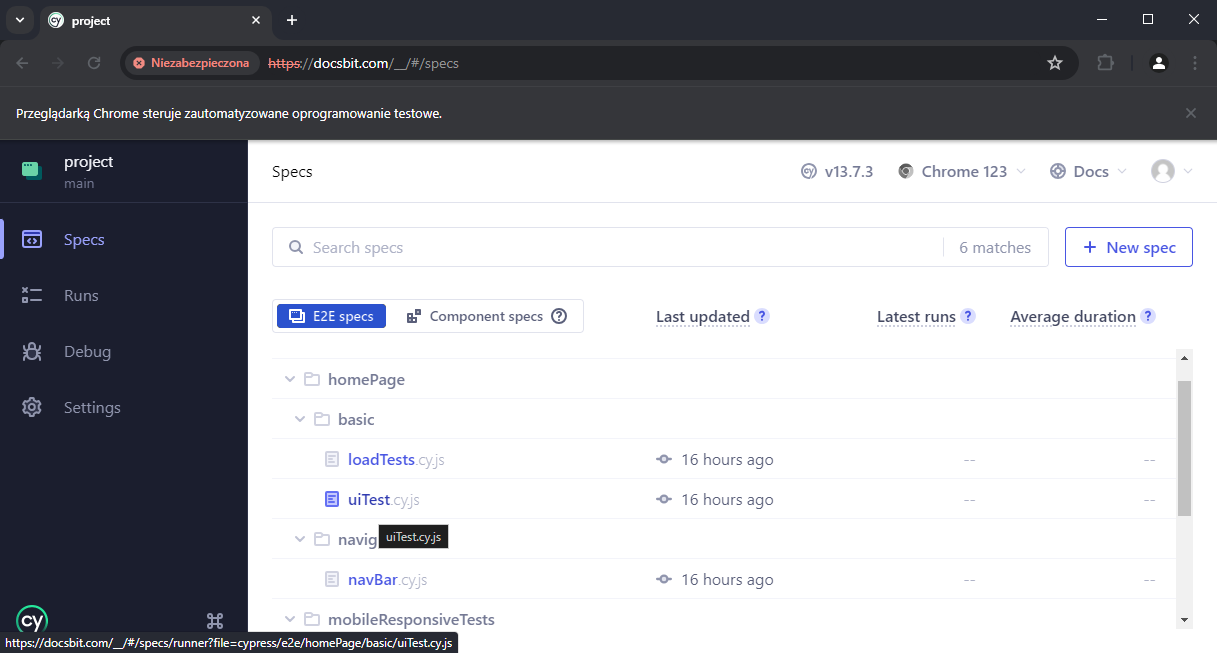 project
Niezabezpieczona https://docsbit.com/__/#/specs
Przeglądarką Chrome steruje zautomatyzowane oprogramowanie testowe.
project
main
Specs
Runs
Debug
Settings
cy
Specs
cy v13.7.3 Chrome 123 Docs
Search specs 6 matches + New spec
E2E specs Component specs ? Last updated ? Latest runs ? Average duration ?
homePage
basic
loadTests.cy.js 16 hours ago -- --
uiTest.cy.js 16 hours ago -- --
navig
uiTest.cy.js
navBar.cy.js 16 hours ago -- --
mobileResponsiveTests
https://docsbit.com/__/#/specs/runner?file=cypress/e2e/homePage/basic/uiTest.cy.js